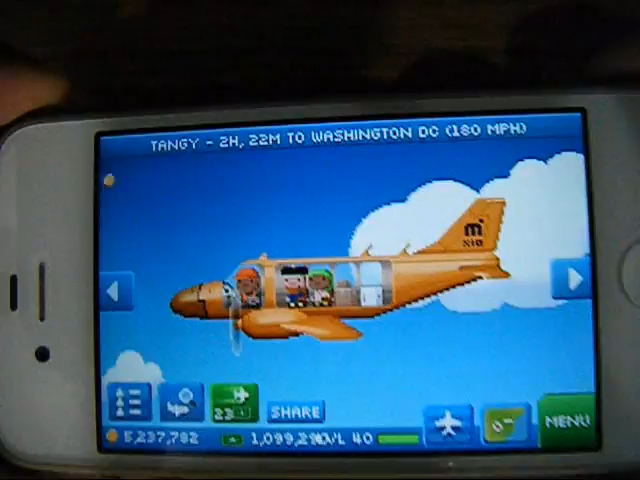 TANGY - 2H, 22M TO WASHINGTON DC (180 MPH)
m
X10
23
SHARE
MENU
5,237,782
LVL 40